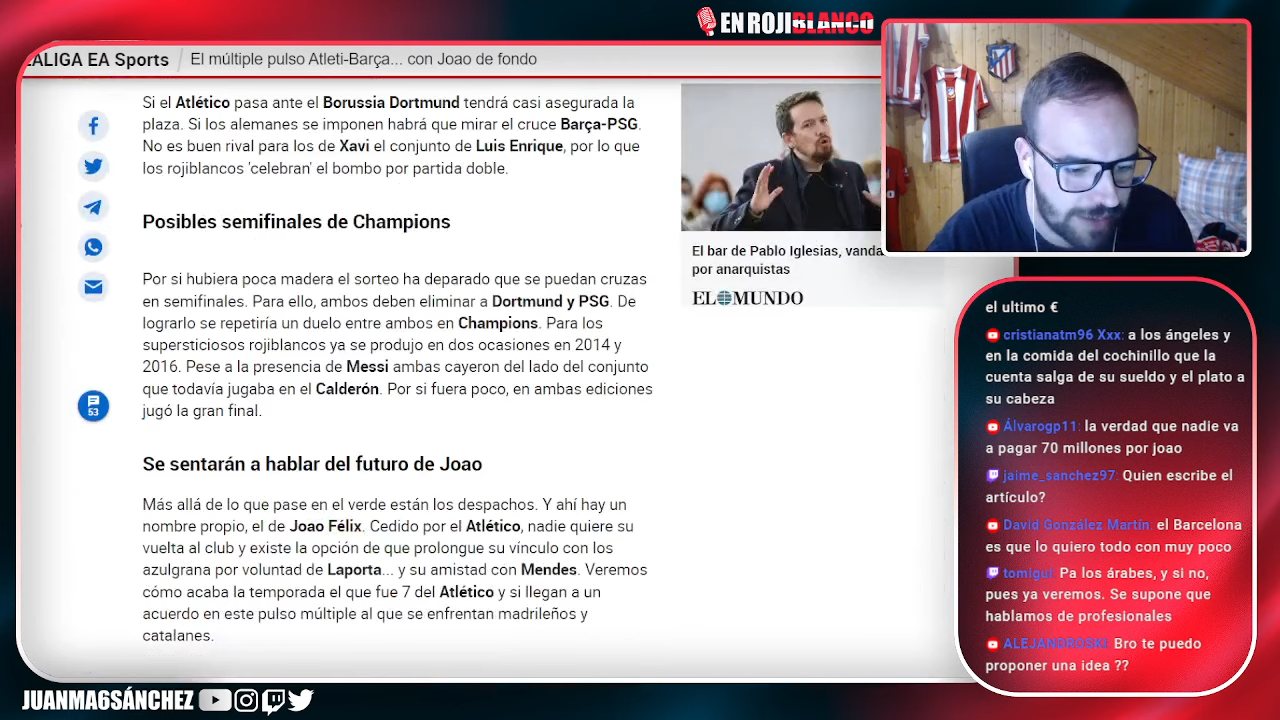 EN ROJIBLANCO
LALIGA EA Sports
El múltiple pulso Atleti-Barça... con Joao de fondo
Si el Atlético pasa ante el Borussia Dortmund tendrá casi asegurada la
plaza. Si los alemanes se imponen habrá que mirar el cruce Barça-PSG.
No es buen rival para los de Xavi el conjunto de Luis Enrique, por lo que
los rojiblancos 'celebran' el bombo por partida doble.
Posibles semifinales de Champions
Por si hubiera poca madera el sorteo ha deparado que se puedan cruzas
en semifinales. Para ello, ambos deben eliminar a Dortmund y PSG. De
lograrlo se repetiría un duelo entre ambos en Champions. Para los
supersticiosos rojiblancos ya se produjo en dos ocasiones en 2014 y
2016. Pese a la presencia de Messi ambas cayeron del lado del conjunto
que todavía jugaba en el Calderón. Por si fuera poco, en ambas ediciones
jugó la gran final.
53
Se sentarán a hablar del futuro de Joao
Más allá de lo que pase en el verde están los despachos. Y ahí hay un
nombre propio, el de Joao Félix. Cedido por el Atlético, nadie quiere su
vuelta al club y existe la opción de que prolongue su vínculo con los
azulgrana por voluntad de Laporta... y su amistad con Mendes. Veremos
cómo acaba la temporada el que fue 7 del Atlético y si llegan a un
acuerdo en este pulso múltiple al que se enfrentan madrileños y
catalanes.
El bar de Pablo Iglesias, vanda
por anarquistas
EL MUNDO
el ultimo €
cristianatm96 Xxx: a los ángeles y
en la comida del cochinillo que la
cuenta salga de su sueldo y el plato a
su cabeza
Álvarogp11: la verdad que nadie va
a pagar 70 millones por joao
jaime_sanchez97: Quien escribe el
artículo?
David González Martín: el Barcelona
es que lo quiero todo con muy poco
tomigui: Pa los árabes, y si no,
pues ya veremos. Se supone que
hablamos de profesionales
ALEJANDROSKI: Bro te puedo
proponer una idea ??
JUANMA6SÁNCHEZ